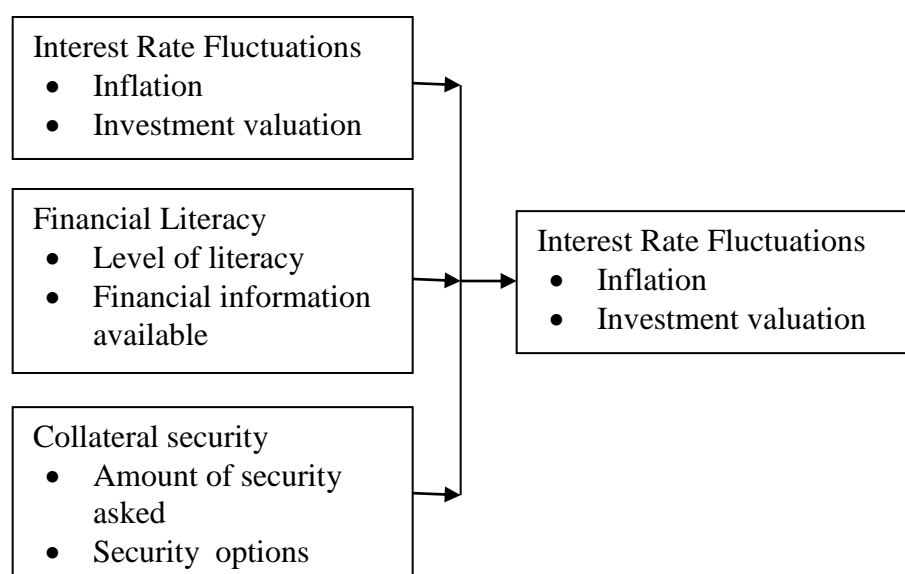 Interest Rate Fluctuations
• Inflation
• Investment valuation
Financial Literacy
• Level of literacy
• Financial information
available
Collateral security
• Amount of security
asked
• Security options
Interest Rate Fluctuations
• Inflation
• Investment valuation